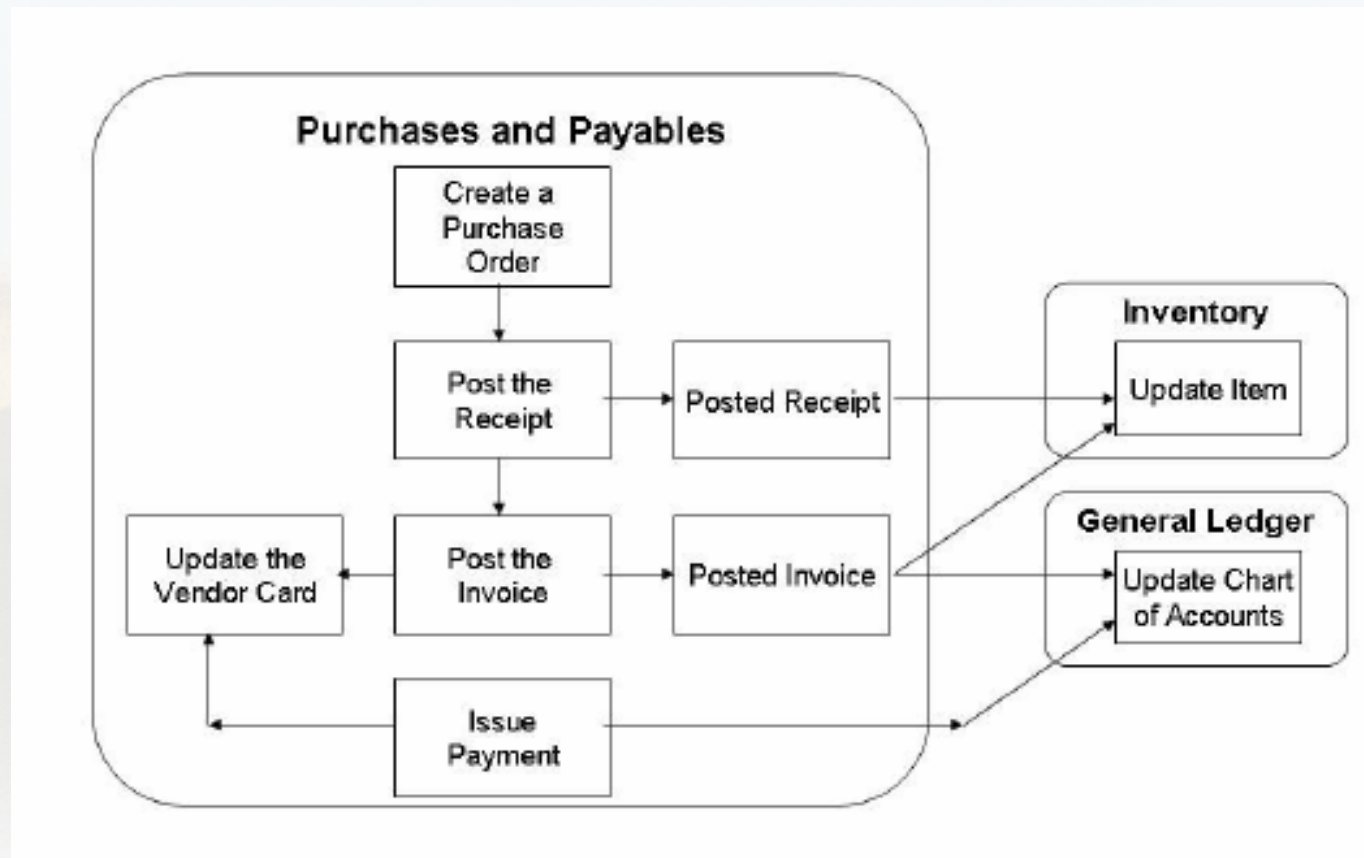 Purchases and Payables
Create a
Purchase
Order
Inventory
Post the
Receipt
Posted Receipt
Update Item
General Ledger
Update the
Vendor Card
Post the
Invoice
Posted Invoice
Update Chart
of Accounts
Issue
Payment